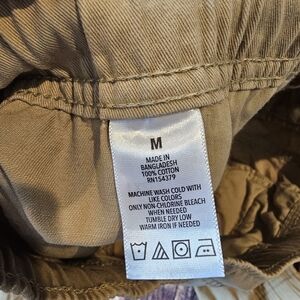 M
MADE IN
BANGLADESH
100% COTTON
RN154379
MACHINE WASH COLD WITH
LIKE COLORS
ONLY NON-CHLORINE BLEACH
WHEN NEEDED
TUMBLE DRY LOW
WARM IRON IF NEEDED